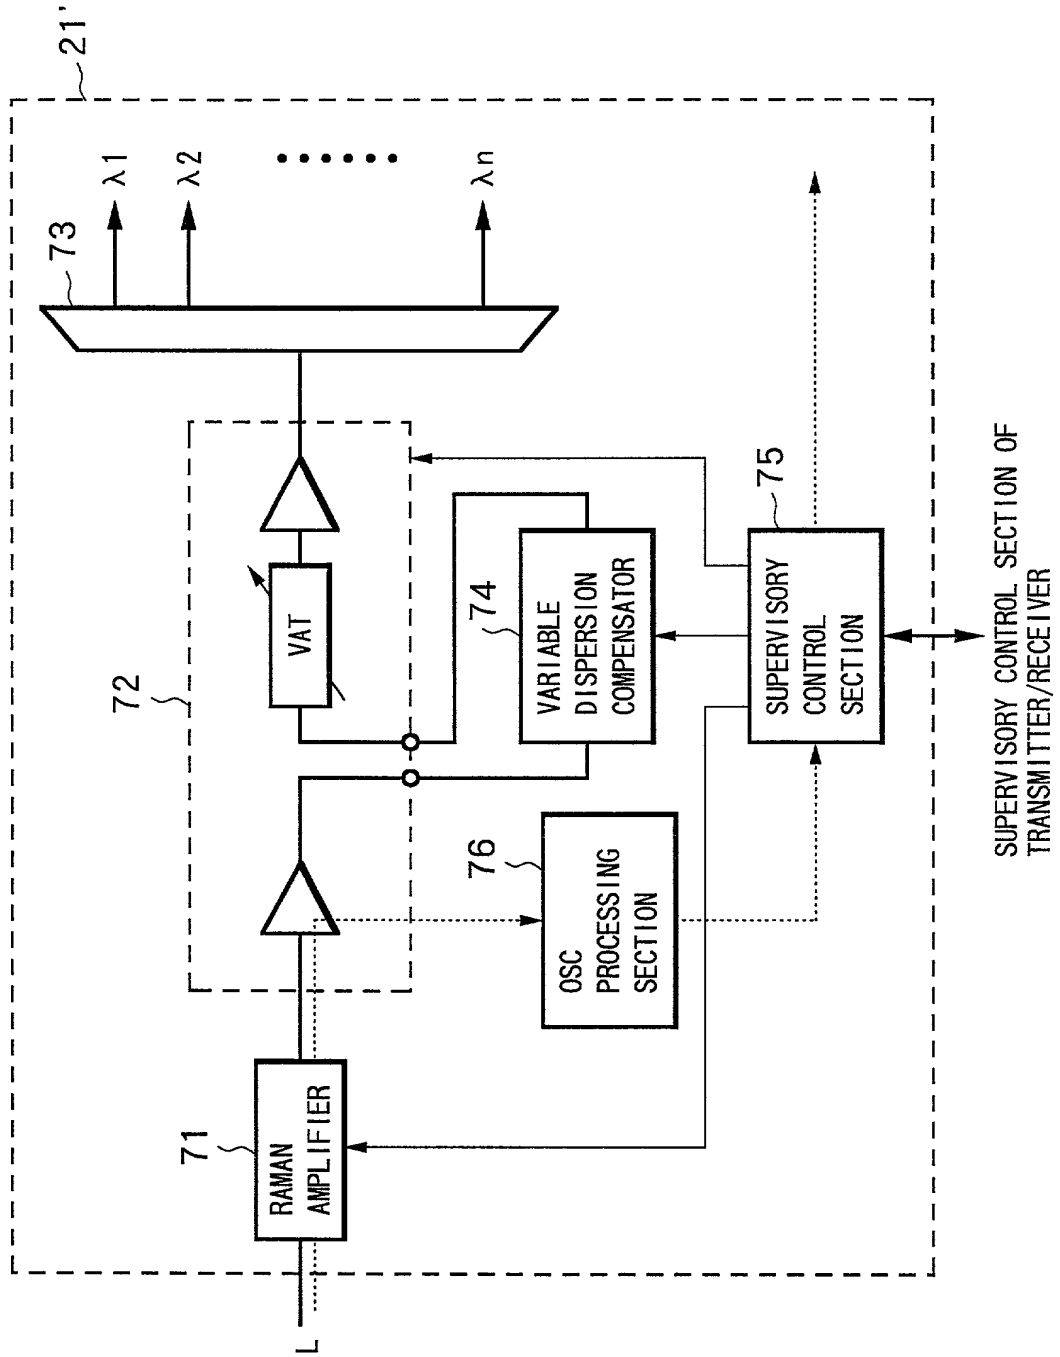 21'
73
λ1
λ2
λn
72
VAT
71
RAMAN
AMPLIFIER
L
74
VARIABLE
DISPERSION
COMPENSATOR
76
OSC
PROCESSING
SECTION
75
SUPERVISORY
CONTROL
SECTION
SUPERVISORY CONTROL SECTION OF
TRANSMITTER/RECEIVER